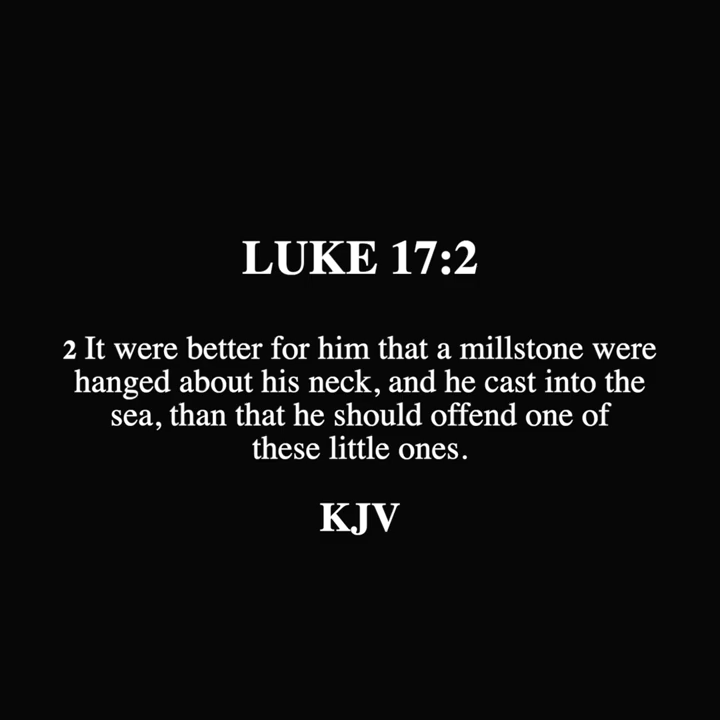 LUKE 17:2
2 It were better for him that a millstone were
hanged about his neck, and he cast into the
sea, than that he should offend one of
these little ones.
KJV